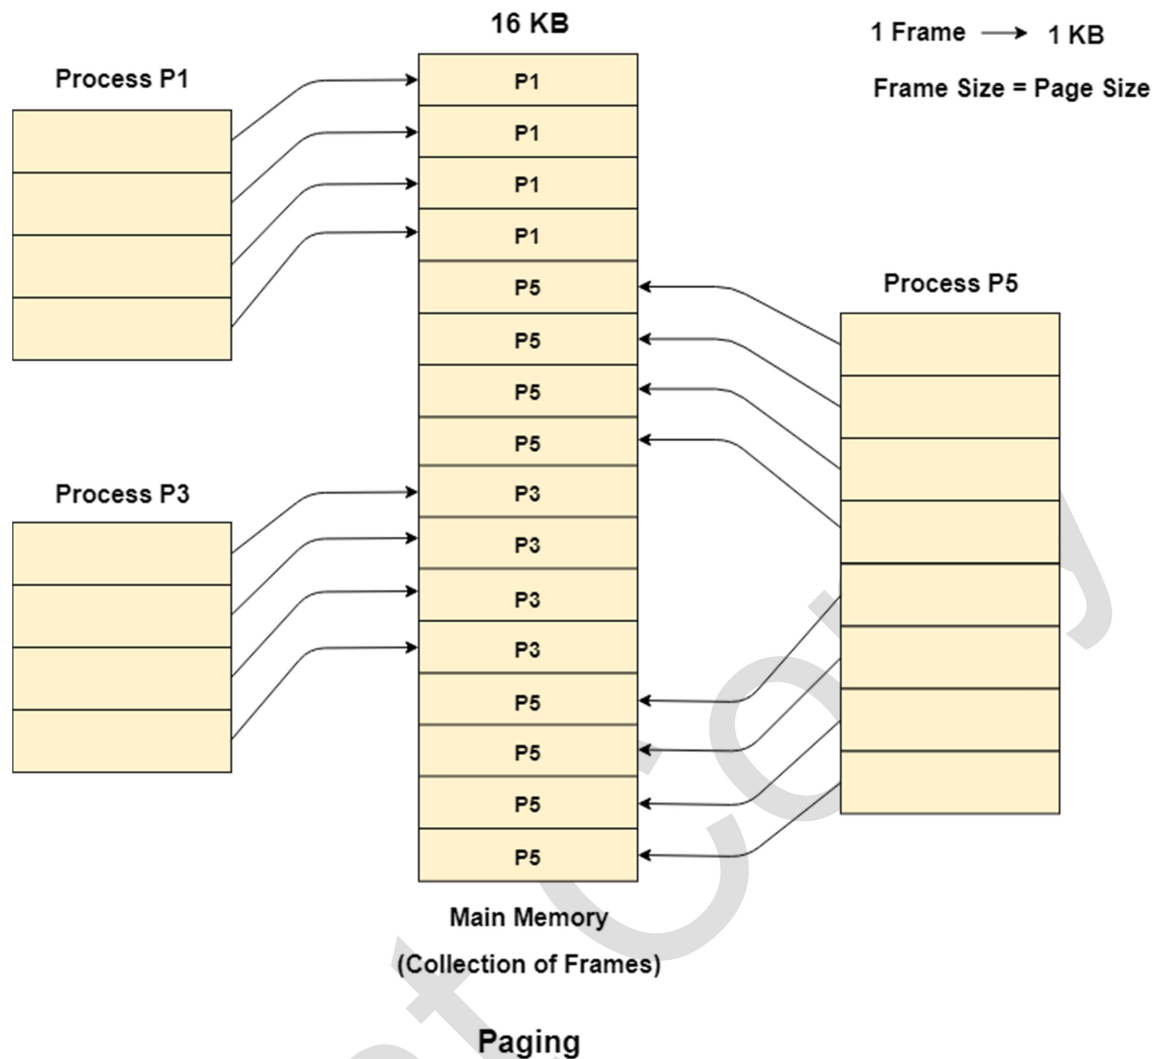 16 KB
1 Frame → 1 KB
Frame Size = Page Size
Process P1
P1
P1
P1
P1
P5
P5
P5
P5
P3
P3
P3
P3
P5
P5
P5
P5
Process P5
Process P3
Main Memory
(Collection of Frames)
Paging